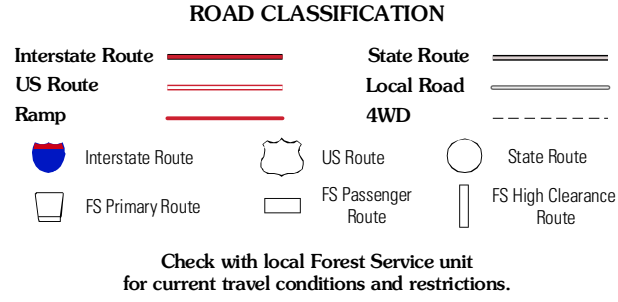 ROAD CLASSIFICATION
Interstate Route
State Route
US Route
Local Road
Ramp
4WD
Interstate Route
US Route
State Route
FS Primary Route
FS Passenger
Route
FS High Clearance
Route
Check with local Forest Service unit
for current travel conditions and restrictions.